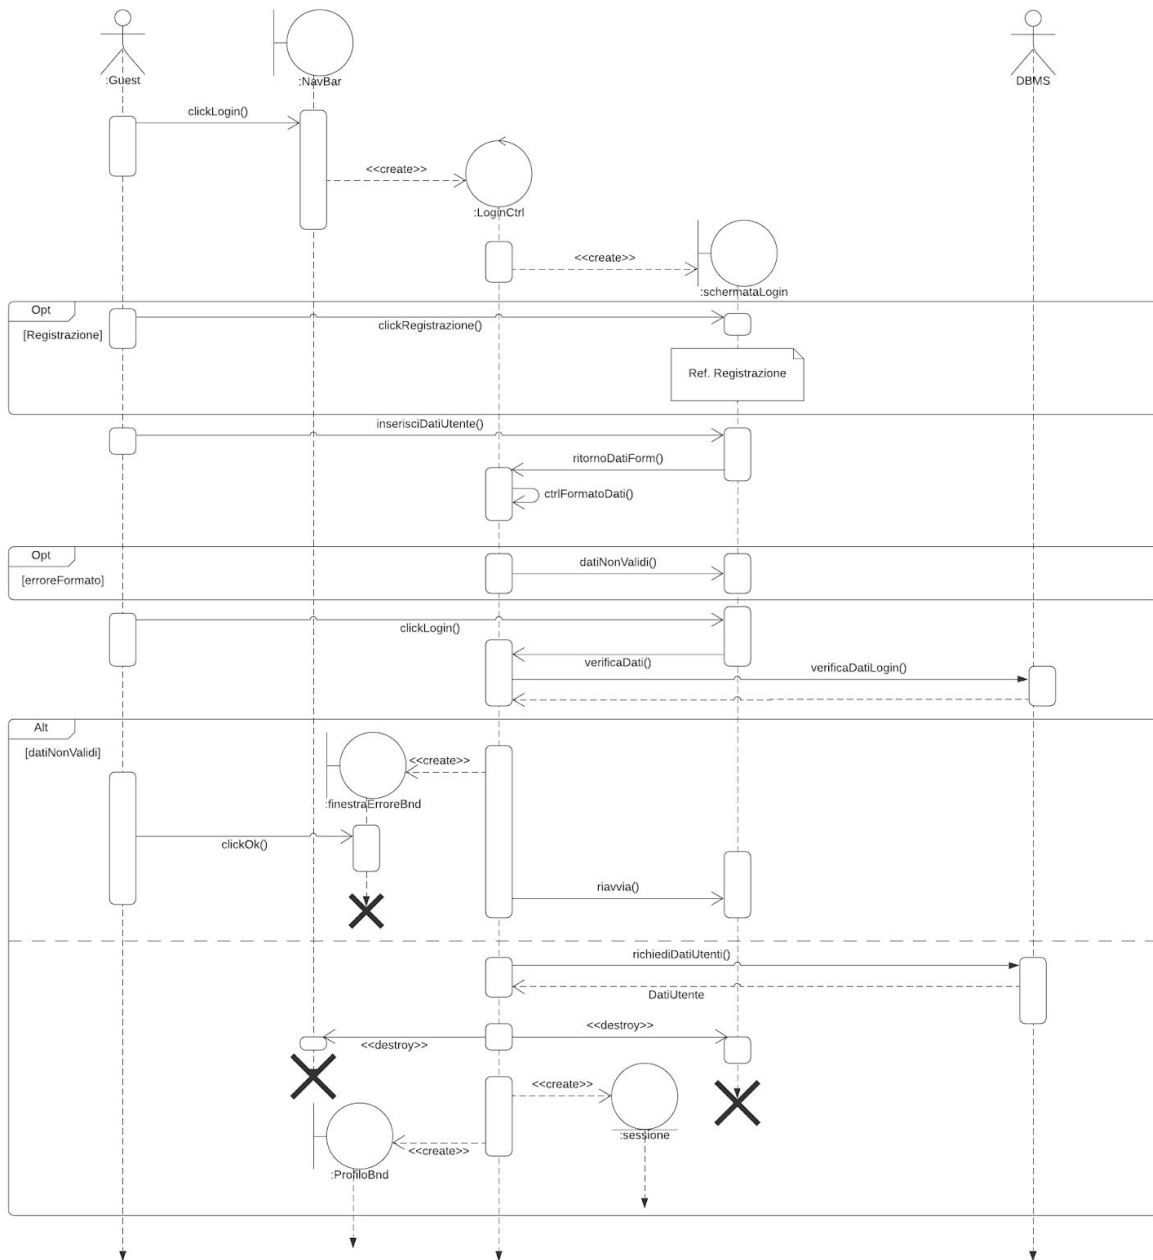 :Guest
:NavBar
DBMS
clickLogin()
<<create>>
:LoginCtrl
<<create>>
:schermataLogin
Opt
[Registrazione]
clickRegistrazione()
Ref. Registrazione
inserisciDatiUtente()
ritornoDatiForm()
ctrlFormatoDati()
Opt
[erroreFormato]
datiNonValidi()
clickLogin()
verificaDati()
verificaDatiLogin()
Alt
[datiNonValidi]
<<create>>
:finestraErroreBnd
clickOk()
riavvia()
richiediDatiUtenti()
DatiUtente
<<destroy>>
<<destroy>>
<<create>>
:sessione
<<create>>
:ProfiloBnd